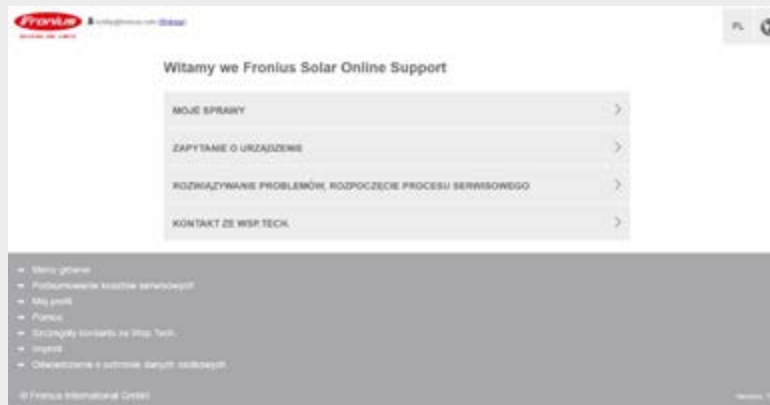 Fronius
PL
Witamy we Fronius Solar Online Support
MOJE SPRAWY
ZAPYTANIE O URZĄDZENIE
ROZWIĄZYWANIE PROBLEMÓW, ROZPOCZĘCIE PROCESU SERWISOWEGO
KONTAKT ZE WSP.TECH.
Menu główne
Podsumowanie kosztów serwisowych
Mój profil
Pomoc
Szczegóły kontaktu ze Wsp. Tech.
Imprint
Oświadczenie o ochronie danych osobowych
© Fronius International GmbH